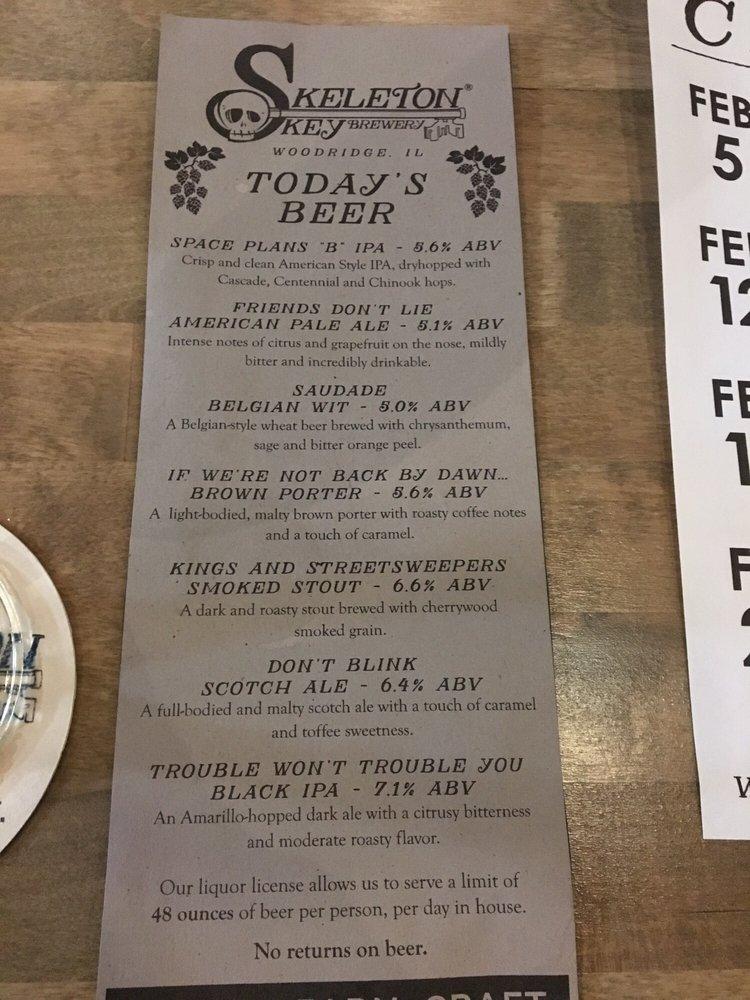 SKELETON®
KEY BREWERY
WOODRIDGE, IL
TODAY'S
BEER
SPACE PLANS "B" IPA - 5.6% ABV
Crisp and clean American Style IPA, dryhopped with
Cascade, Centennial and Chinook hops.
FRIENDS DON'T LIE
AMERICAN PALE ALE - 5.1% ABV
Intense notes of citrus and grapefruit on the nose, mildly
bitter and incredibly drinkable.
SAUDADE
BELGIAN WIT - 5.0% ABV
A Belgian-style wheat beer brewed with chrysanthemum,
sage and bitter orange peel.
IF WE'RE NOT BACK BY DAWN...
BROWN PORTER - 5.6% ABV
A light-bodied, malty brown porter with roasty coffee notes
and a touch of caramel.
KINGS AND STREETSWEEPERS
SMOKED STOUT - 6.6% ABV
A dark and roasty stout brewed with cherrywood
smoked grain.
DON'T BLINK
SCOTCH ALE - 6.4% ABV
A full-bodied and malty scotch ale with a touch of caramel
and toffee sweetness.
TROUBLE WON'T TROUBLE YOU
BLACK IPA - 7.1% ABV
An Amarillo-hopped dark ale with a citrusy bitterness
and moderate roasty flavor.
Our liquor license allows us to serve a limit of
48 ounces of beer per person, per day in house.
No returns on beer.
CRAFT
C
FEB
5
FE
12
FE
1
F
2
W